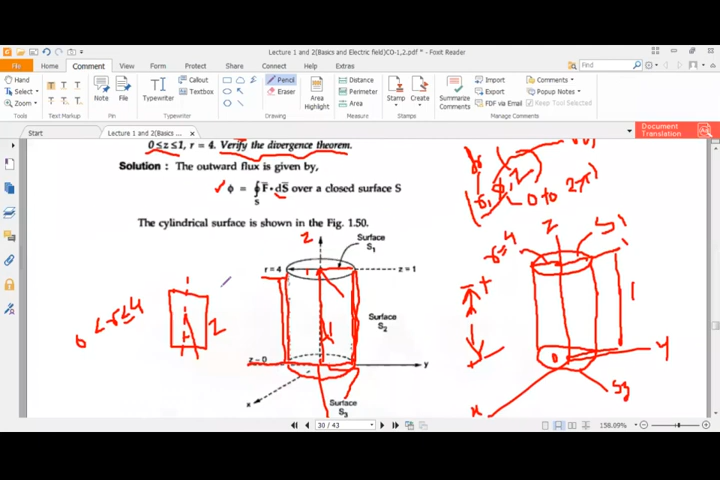 Lecture 1 and 2(Basics and Electric field)CO-1,2.pdf * - Foxit Reader
File Home Comment View Form Protect Share Connect Help Extras
Find
Hand
Select
Zoom
Note
File
Typewriter
Callout
Textbox
Pencil
Eraser
Area
Highlight
Distance
Perimeter
Area
Stamp
Create
Summarize
Comments
Import
Export
FDF via Email
Comments
Popup Notes
Keep Tool Selected
Text Markup
Typewriter
Drawing
Measure
Stamps
Manage Comments
Start
Lecture 1 and 2(Basics ...
Document
Translation
0 ≤ z ≤ 1, r = 4. Verify the divergence theorem.
Solution : The outward flux is given by,
ϕ = ∮ F̄ • dS̄ over a closed surface S
S
The cylindrical surface is shown in the Fig. 1.50.
Z
Surface
S₁
r = 4
z = 1
0 < r ≤ 4
Z
Surface
S₂
z = 0
y
x
Surface
S₃
0 to 2π
r=4
Z
S1
1
+
Y
S3
x
30 / 43
158.09%